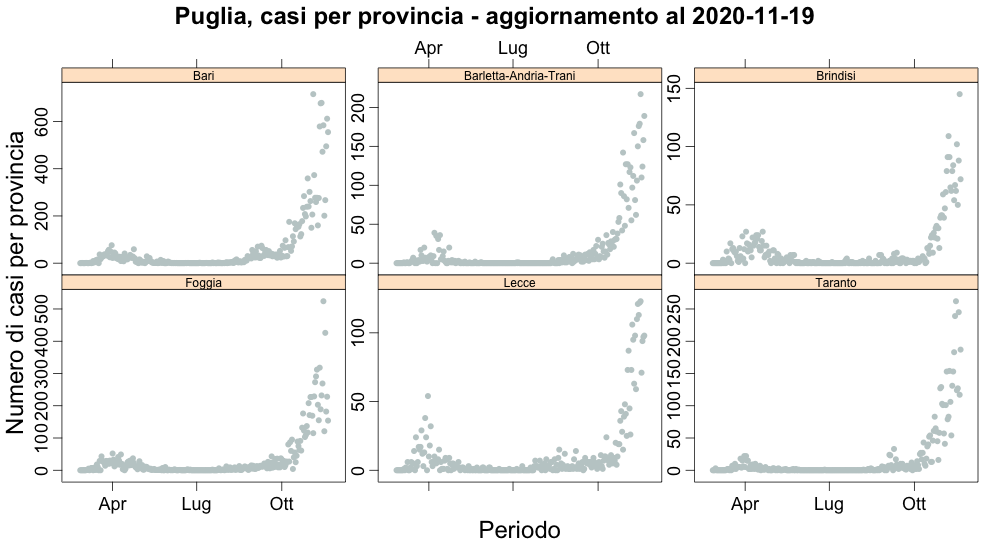 Puglia, casi per provincia - aggiornamento al 2020-11-19
Apr Lug Ott
Bari Barletta-Andria-Trani Brindisi
0 200 400 600
0 50 100 150 200
0 50 100 150
Foggia Lecce Taranto
0 100 200 300 400 500
0 50 100
0 50 100 150 200 250
Numero di casi per provincia
Apr Lug Ott Apr Lug Ott
Periodo